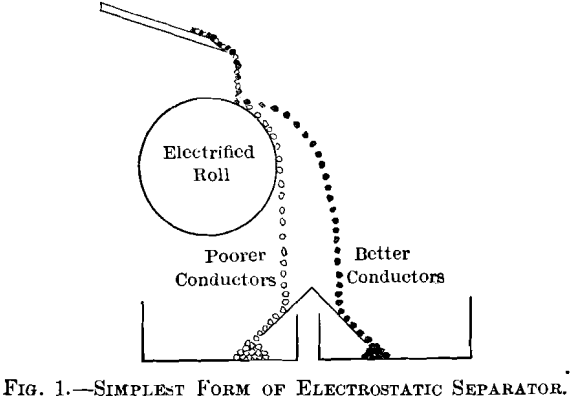 Electrified
Roll
Poorer
Conductors
Better
Conductors
FIG. 1.—SIMPLEST FORM OF ELECTROSTATIC SEPARATOR.